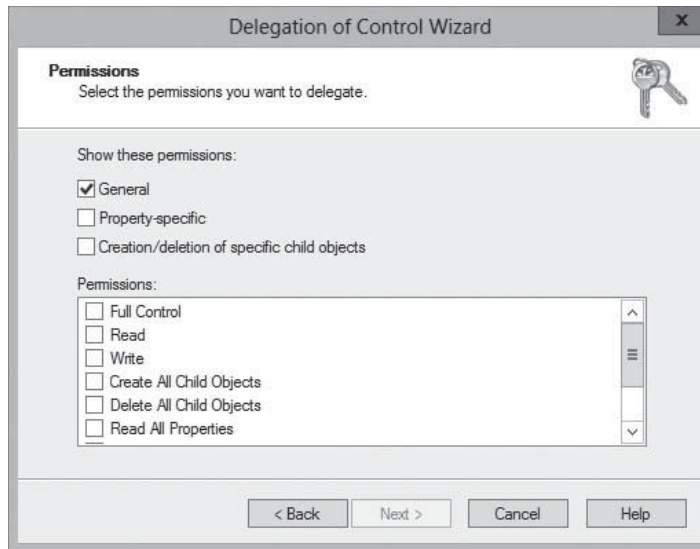 Delegation of Control Wizard
x
Permissions
Select the permissions you want to delegate.
Show these permissions:
General
Property-specific
Creation/deletion of specific child objects
Permissions:
Full Control
Read
Write
Create All Child Objects
Delete All Child Objects
Read All Properties
< Back
Next >
Cancel
Help